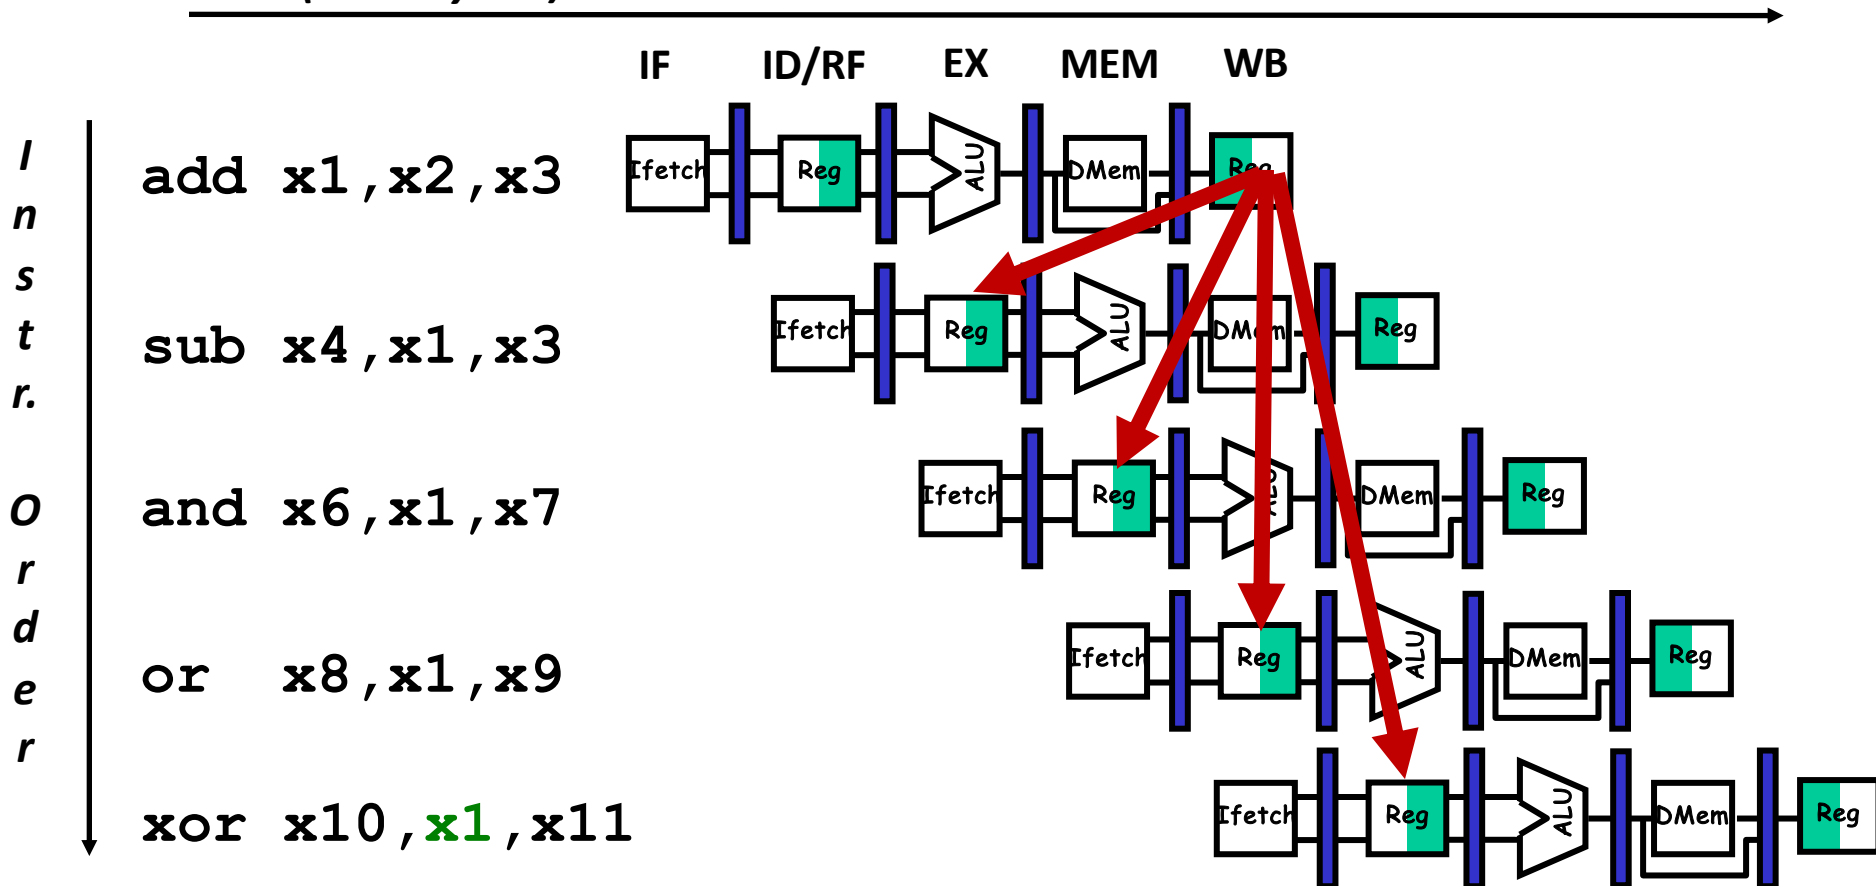 IF ID/RF EX MEM WB
Instr. Order
add x1,x2,x3
Ifetch Reg ALU DMem Reg
sub x4,x1,x3
Ifetch Reg ALU DMem Reg
and x6,x1,x7
Ifetch Reg ALU DMem Reg
or x8,x1,x9
Ifetch Reg ALU DMem Reg
xor x10,x1,x11
Ifetch Reg ALU DMem Reg